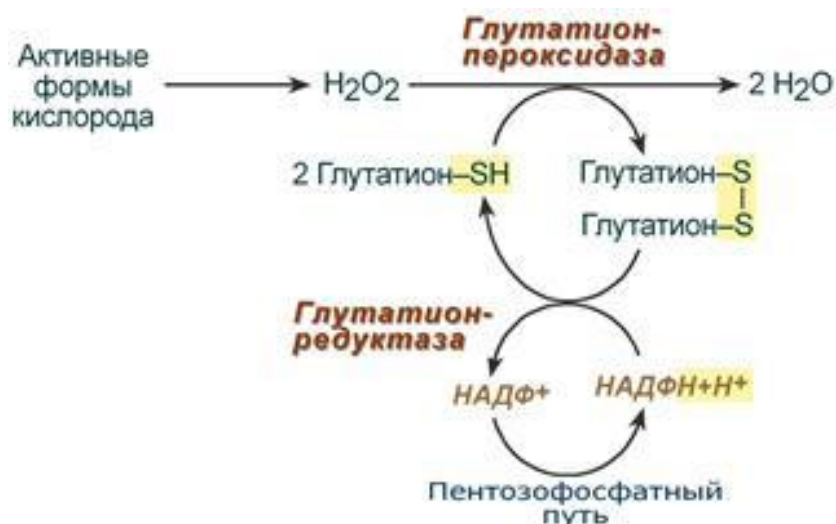 Глутатион-
пероксидаза
Активные
формы
кислорода
H₂O₂
2 H₂O
2 Глутатион–SH
Глутатион–S
Глутатион–S
Глутатион-
редуктаза
НАДФ⁺
НАДФН+Н⁺
Пентозофосфатный
путь